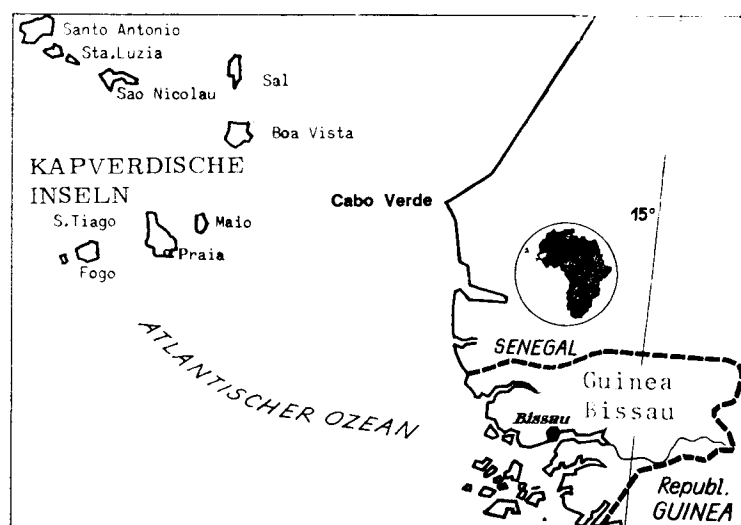 Santo Antonio
Sta.Luzia
Sao Nicolau
Sal
Boa Vista
KAPVERDISCHE
INSELN
Cabo Verde
15°
S.Tiago
Maio
Praia
Fogo
ATLANTISCHER OZEAN
SENEGAL
Guinea
Bissau
Bissau
Republ.
GUINEA